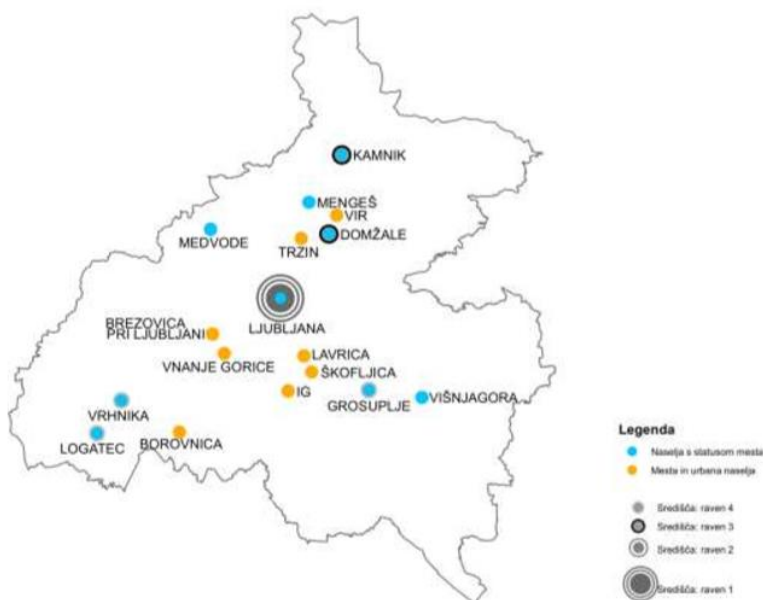 KAMNIK
MENGEŠ
VIR
MEDVODE
DOMŽALE
TRZIN
LJUBLJANA
BREZOVICA
PRI LJUBLJANI
LAVRICA
VNANJE GORICE
ŠKOFLJICA
IG
GROSUPLJE
VIŠNJAGORA
VRHNIKA
BOROVNICA
LOGATEC
Legenda
Naselja s statusom mesta
Mesta in urbana naselja
Središča: raven 4
Središča: raven 3
Središča: raven 2
Središča: raven 1